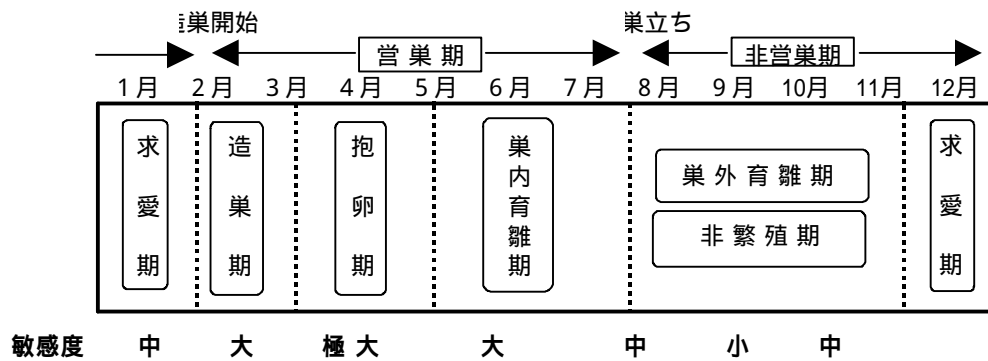 造巣開始
巣立ち
営巣期
非営巣期
1月 2月 3月 4月 5月 6月 7月 8月 9月 10月 11月 12月
求愛期
造巣期
抱卵期
巣内育雛期
巣外育雛期
非繁殖期
求愛期
敏感度 中 大 極大 大 中 小 中